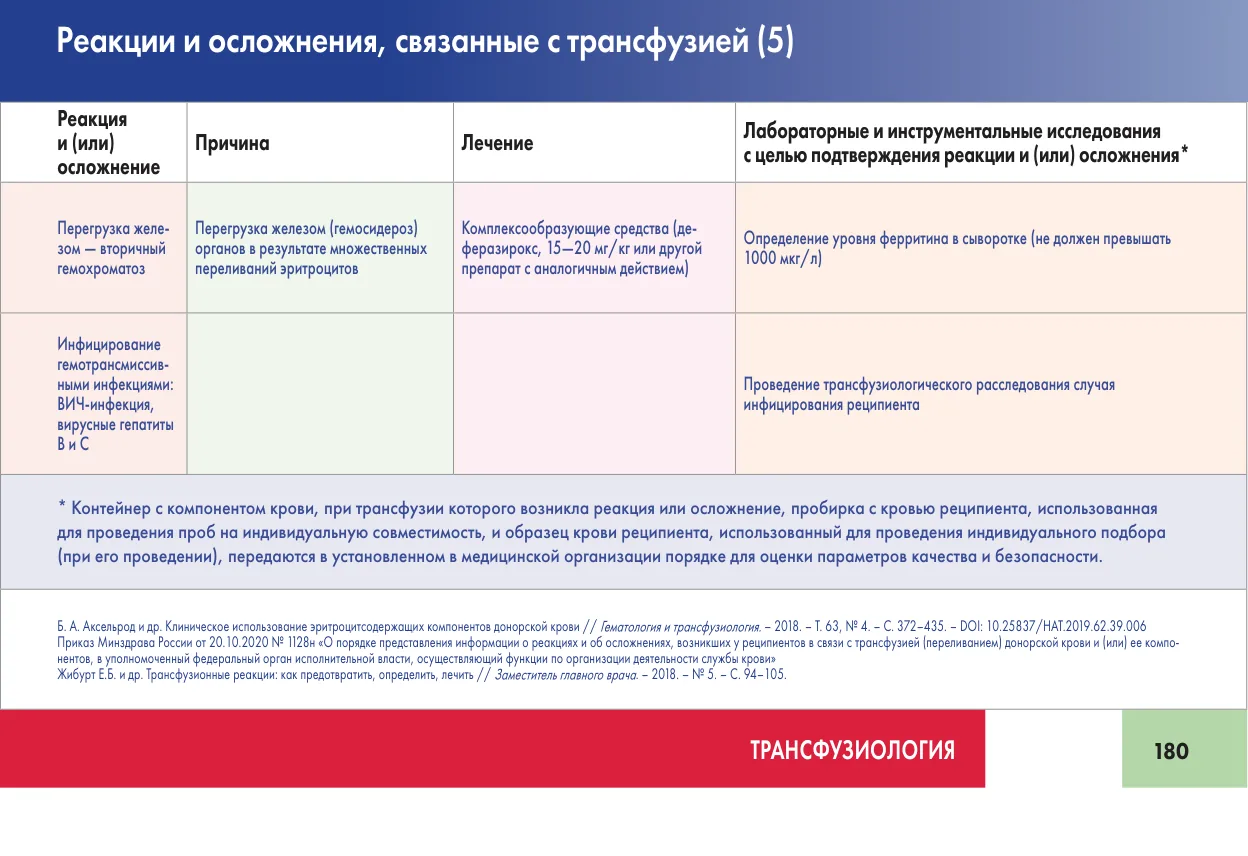 Реакции и осложнения, связанные с трансфузией (5)
Реакция
и (или)
осложнение
Причина
Лечение
Лабораторные и инструментальные исследования
с целью подтверждения реакции и (или) осложнения*
Перегрузка желе-
зом — вторичный
гемохроматоз
Перегрузка железом (гемосидероз)
органов в результате множественных
переливаний эритроцитов
Комплексообразующие средства (де-
феразирокс, 15—20 мг/кг или другой
препарат с аналогичным действием)
Определение уровня ферритина в сыворотке (не должен превышать
1000 мкг/л)
Инфицирование
гемотрансмиссив-
ными инфекциями:
ВИЧ-инфекция,
вирусные гепатиты
В и С
Проведение трансфузиологического расследования случая
инфицирования реципиента
* Контейнер с компонентом крови, при трансфузии которого возникла реакция или осложнение, пробирка с кровью реципиента, использованная
для проведения проб на индивидуальную совместимость, и образец крови реципиента, использованный для проведения индивидуального подбора
(при его проведении), передаются в установленном в медицинской организации порядке для оценки параметров качества и безопасности.
Б. А. Аксельрод и др. Клиническое использование эритроцитсодержащих компонентов донорской крови // Гематология и трансфузиология. – 2018. – Т. 63, № 4. – С. 372–435. – DOI: 10.25837/HAT.2019.62.39.006
Приказ Минздрава России от 20.10.2020 № 1128н «О порядке представления информации о реакциях и об осложнениях, возникших у реципиентов в связи с трансфузией (переливанием) донорской крови и (или) ее компо-
нентов, в уполномоченный федеральный орган исполнительной власти, осуществляющий функции по организации деятельности службы крови»
Жибурт Е.Б. и др. Трансфузионные реакции: как предотвратить, определить, лечить // Заместитель главного врача. – 2018. – № 5. – С. 94–105.
ТРАНСФУЗИОЛОГИЯ
180